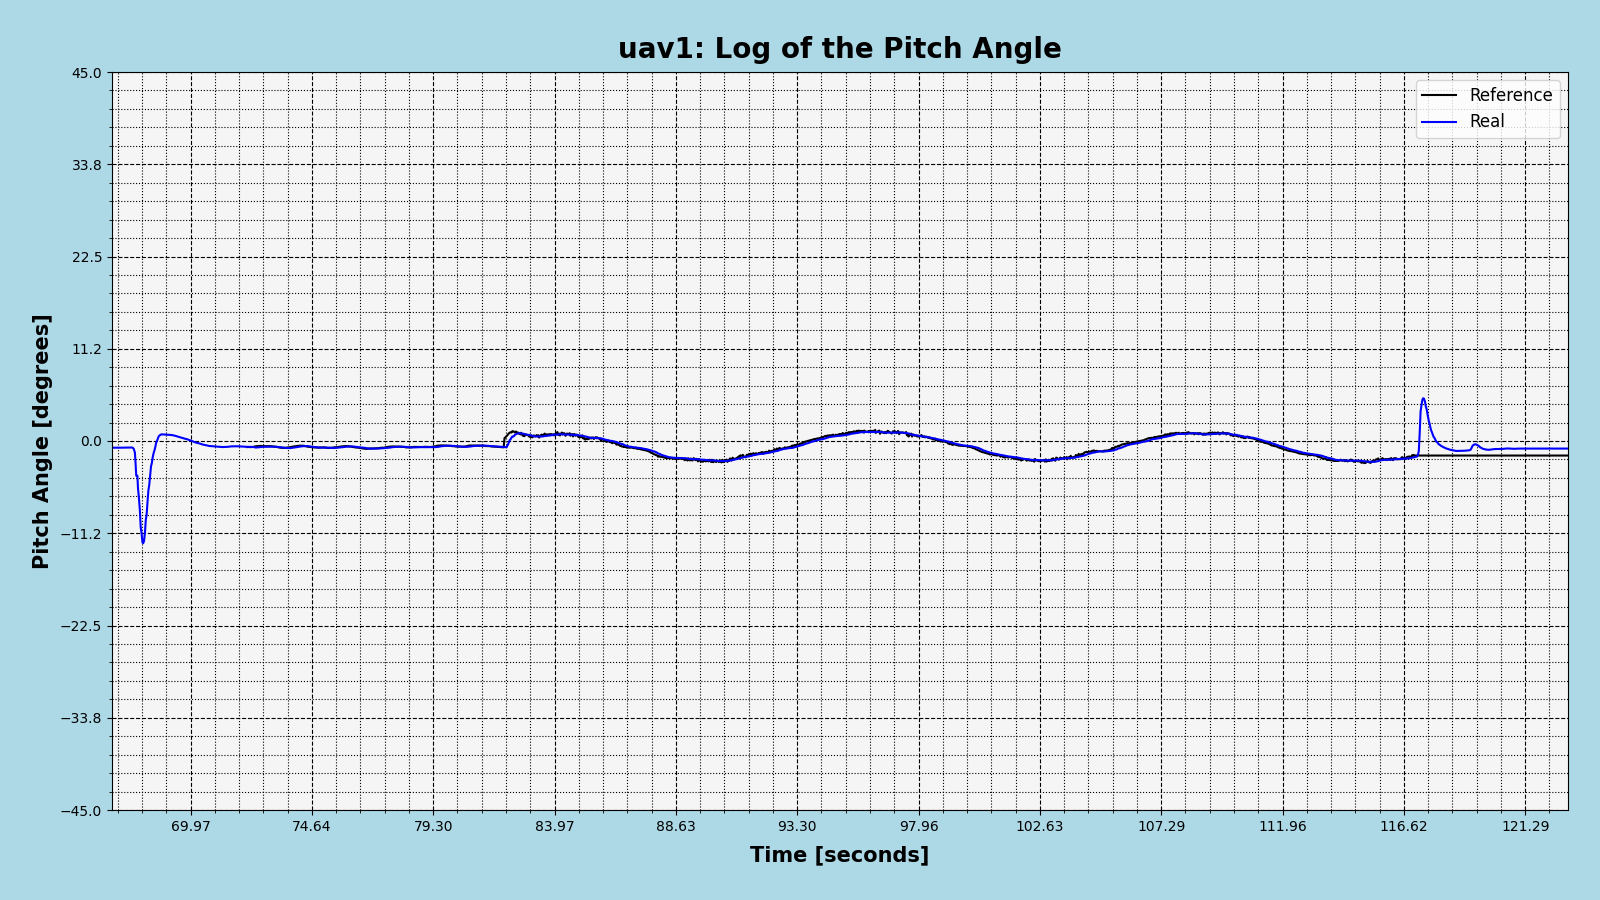 uav1: Log of the Pitch Angle
Reference
Real
Pitch Angle [degrees]
45.0
33.8
22.5
11.2
0.0
−11.2
−22.5
−33.8
−45.0
69.97 74.64 79.30 83.97 88.63 93.30 97.96 102.63 107.29 111.96 116.62 121.29
Time [seconds]